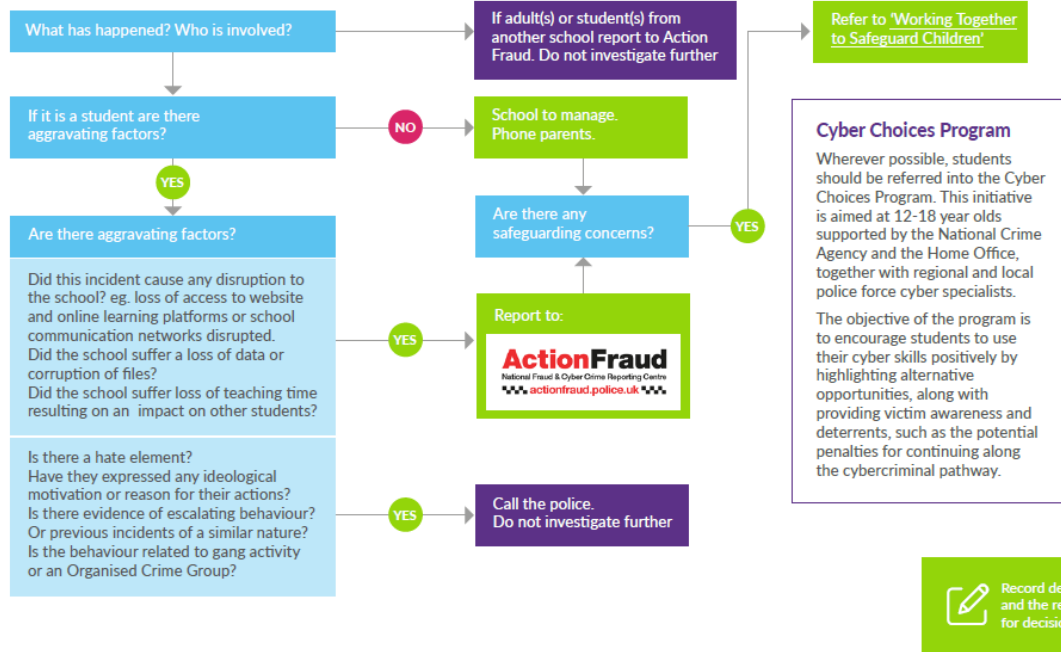 What has happened? Who is involved?
If adult(s) or student(s) from
another school report to Action
Fraud. Do not investigate further
Refer to 'Working Together
to Safeguard Children'
If it is a student are there
aggravating factors?
NO
School to manage.
Phone parents.
YES
Are there any
safeguarding concerns?
YES
Are there aggravating factors?
Did this incident cause any disruption to
the school? eg. loss of access to website
and online learning platforms or school
communication networks disrupted.
Did the school suffer a loss of data or
corruption of files?
Did the school suffer loss of teaching time
resulting on an impact on other students?
YES
Report to:
ActionFraud
National Fraud & Cyber Crime Reporting Centre
actionfraud.police.uk
Is there a hate element?
Have they expressed any ideological
motivation or reason for their actions?
Is there evidence of escalating behaviour?
Or previous incidents of a similar nature?
Is the behaviour related to gang activity
or an Organised Crime Group?
YES
Call the police.
Do not investigate further
Cyber Choices Program
Wherever possible, students
should be referred into the Cyber
Choices Program. This initiative
is aimed at 12-18 year olds
supported by the National Crime
Agency and the Home Office,
together with regional and local
police force cyber specialists.
The objective of the program is
to encourage students to use
their cyber skills positively by
highlighting alternative
opportunities, along with
providing victim awareness and
deterrents, such as the potential
penalties for continuing along
the cybercriminal pathway.
Record
and the
for